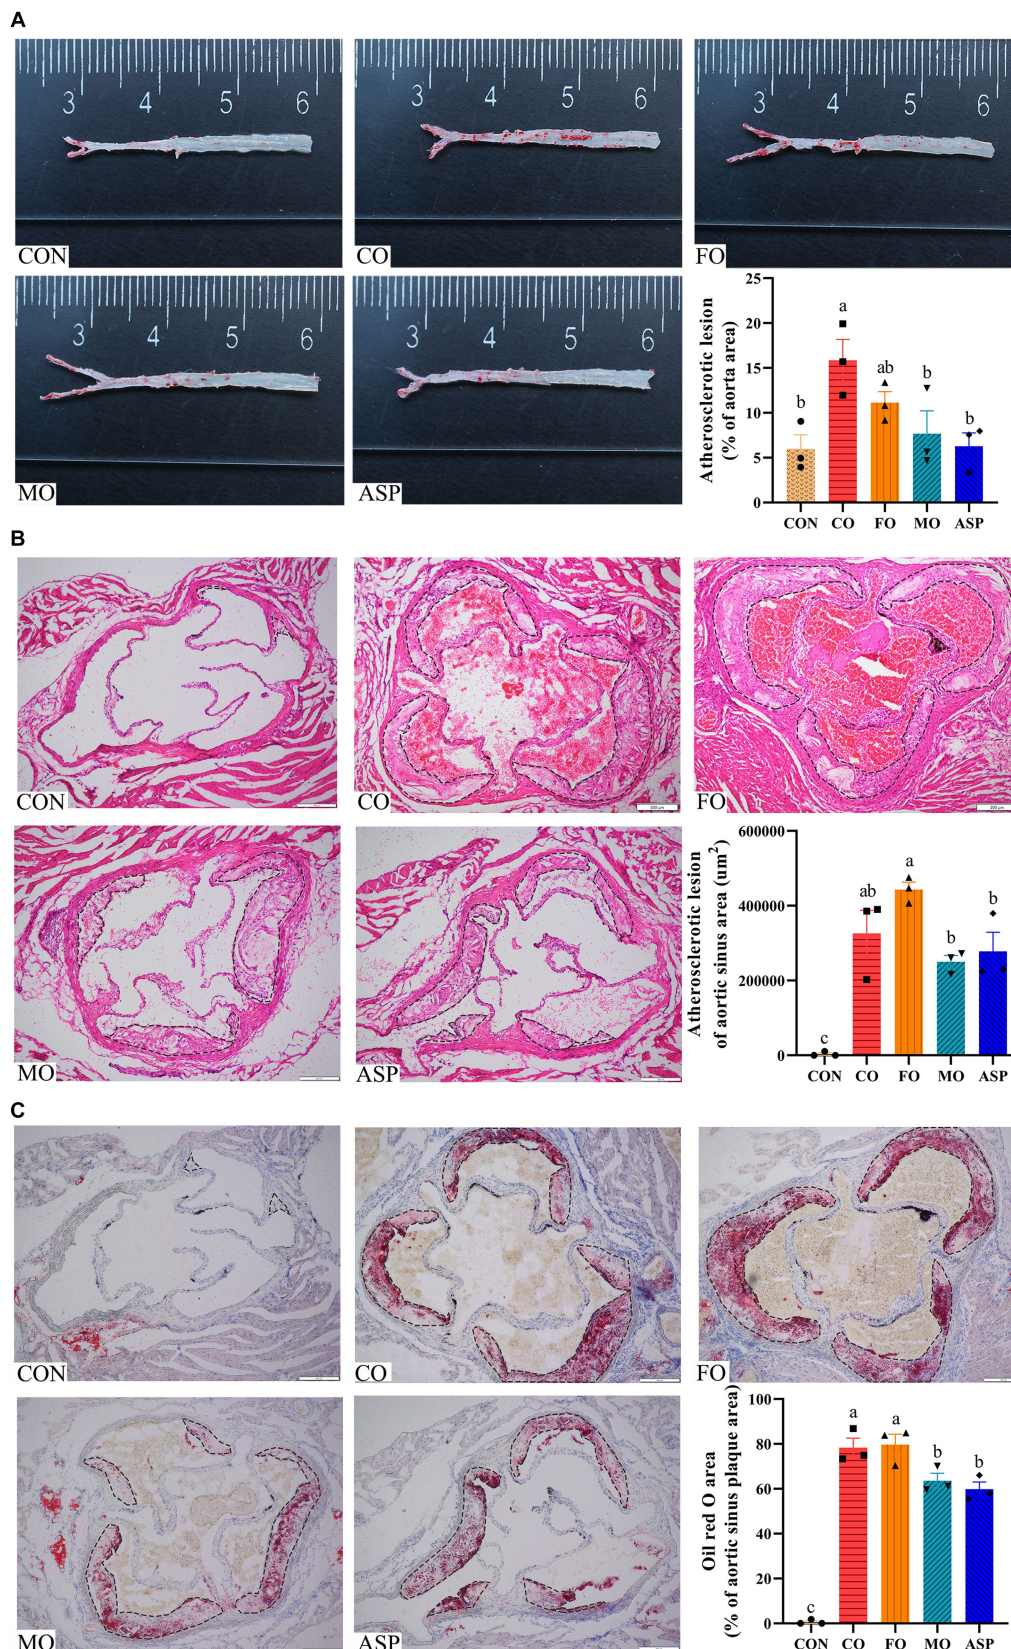 A
3 4 5 6
CON
3 4 5 6
CO
3 4 5 6
FO
3 4 5 6
MO
3 4 5 6
ASP
Atherosclerotic lesion
(% of aorta area)
25
20
15
10
5
0
b
a
ab
b
b
CON CO FO MO ASP
B
CON
CO
200 μm
FO
200 μm
MO
ASP
Atherosclerotic lesion
of aortic sinus area (um²)
600000
400000
200000
0
c
ab
a
b
b
CON CO FO MO ASP
C
CON
CO
FO
MO
ASP
Oil red O area
(% of aortic sinus plaque area)
100
80
60
40
20
0
c
a
a
b
b
CON CO FO MO ASP